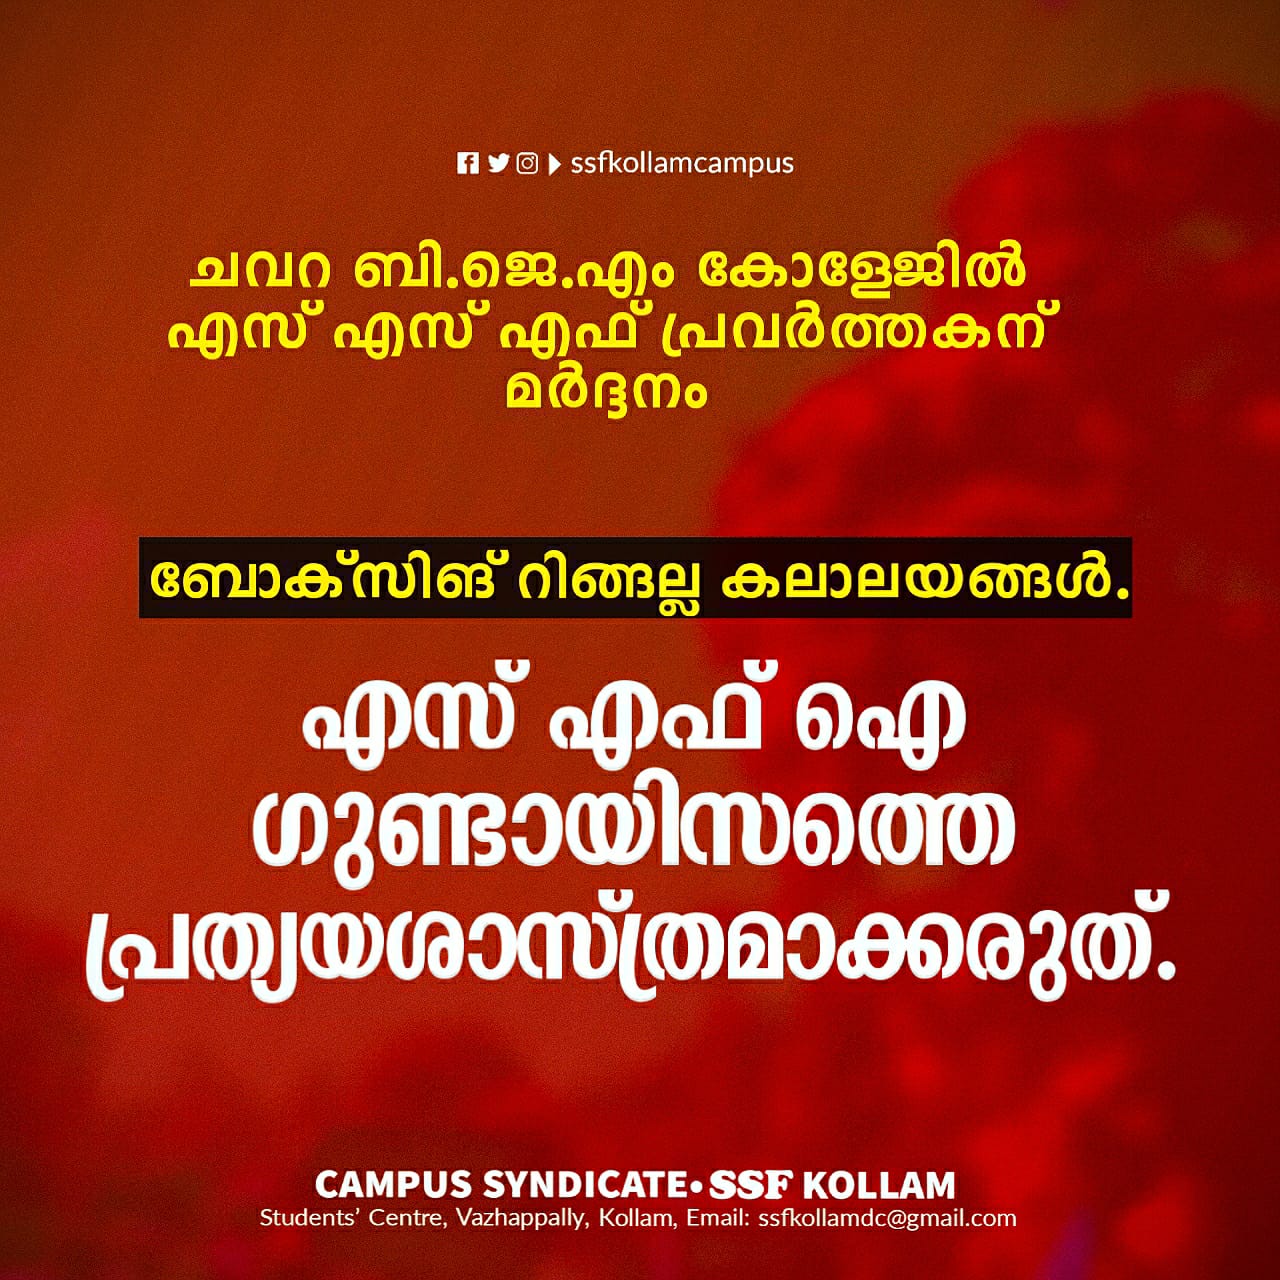 ssfkollamcampus
ചവറ ബി.ജെ.എം കോളേജിൽ
എസ് എസ് എഫ് പ്രവർത്തകന്
മർദ്ദനം
ബോക്സിങ് റിങ്ങല്ല കലാലയങ്ങൾ.
എസ് എഫ് ഐ
ഗുണ്ടായിസത്തെ
പ്രത്യയശാസ്ത്രമാക്കരുത്.
CAMPUS SYNDICATE•SSF KOLLAM
Students’ Centre, Vazhappally, Kollam, Email: ssfkollamdc@gmail.com